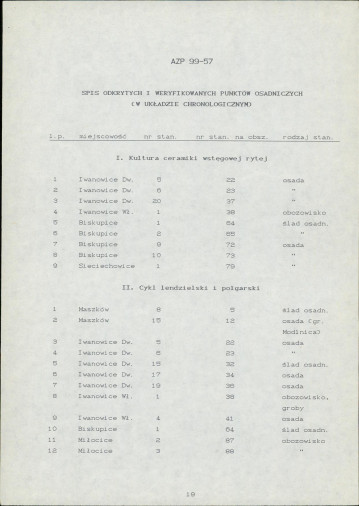 AZP 99-57
SPIS ODKRYTYCH I WERYFIKOWANYCH PUNKTÓW OSADNICZYCH
(W UKŁADZIE CHRONOLOGICZNYM)
l.p. miejscowość nr stan. nr stan. na obsz. rodzaj stan.
I. Kultura ceramiki wstęgowej rytej
1 Iwanowice Dw. 5 22 osada
2 Iwanowice Dw. 6 23 "
3 Iwanowice Dw. 20 37 "
4 Iwanowice Wł. 1 38 obozowisko
5 Biskupice 1 64 ślad osadn.
6 Biskupice 2 65 "
7 Biskupice 9 72 osada
8 Biskupice 10 73 "
9 Sieciechowice 1 79 "
II. Cykl lendzielski i polgarski
1 Maszków 8 5 ślad osadn.
2 Maszków 15 12 osada (gr.
Modlnica)
3 Iwanowice Dw. 5 22 osada
4 Iwanowice Dw. 6 23 "
5 Iwanowice Dw. 15 32 ślad osadn.
6 Iwanowice Dw. 17 34 osada
7 Iwanowice Dw. 19 36 osada
8 Iwanowice Wł. 1 38 obozowisko,
groby
9 Iwanowice Wł. 4 41 osada
10 Biskupice 1 64 ślad osadn.
11 Miłocice 2 87 obozowisko
12 Miłocice 3 88 "
18